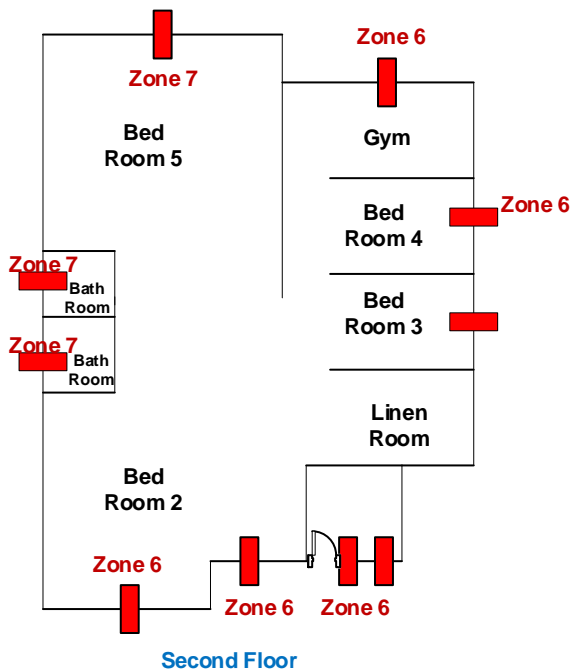 Zone 6
Zone 7
Bed
Room 5
Gym
Bed
Room 4
Zone 6
Zone 7
Bath
Room
Bed
Room 3
Zone 7
Bath
Room
Linen
Room
Bed
Room 2
Zone 6
Zone 6
Zone 6
Second Floor